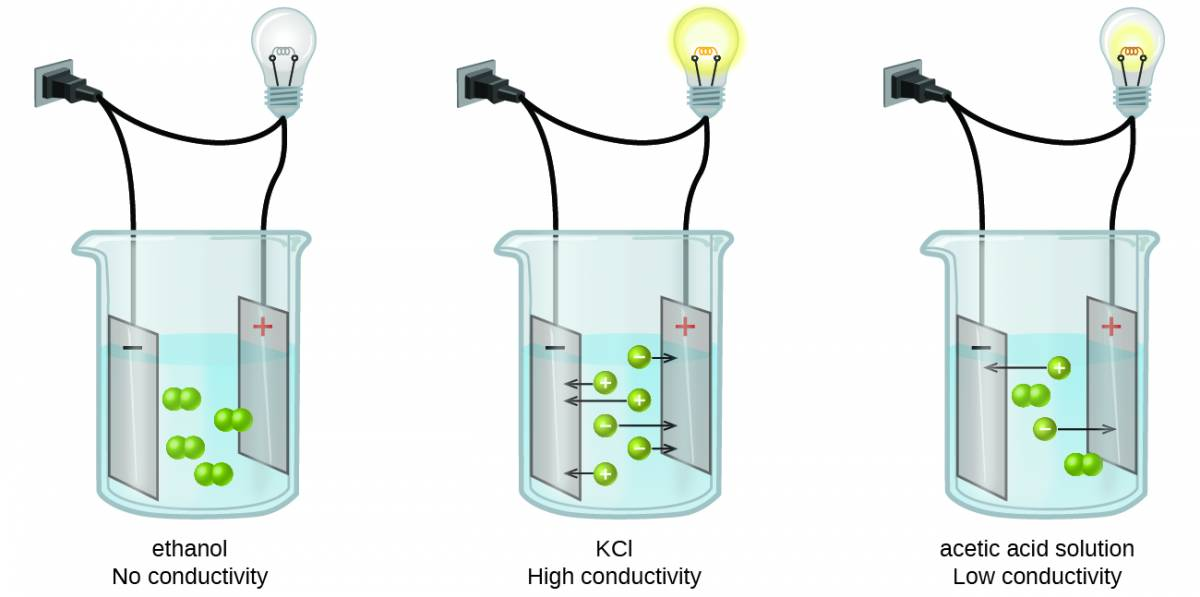 ethanol
No conductivity
KCl
High conductivity
acetic acid solution
Low conductivity